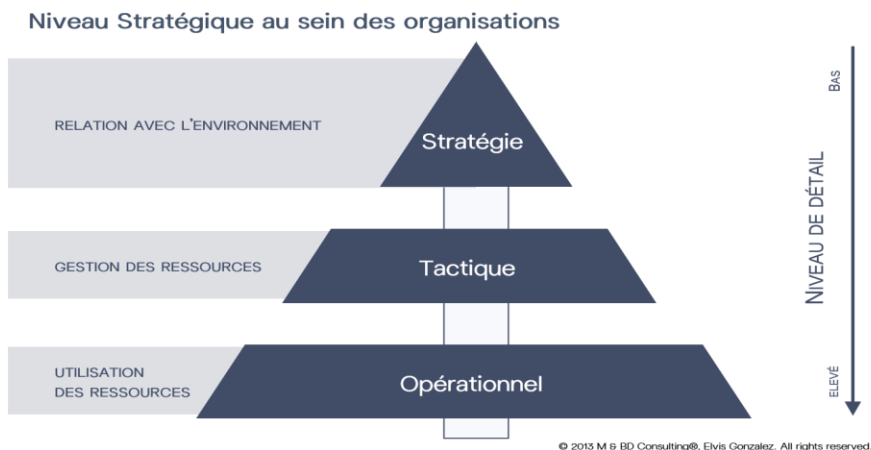 Niveau Stratégique au sein des organisations
BAS
RELATION AVEC L'ENVIRONNEMENT
Stratégie
NIVEAU DE DÉTAIL
GESTION DES RESSOURCES
Tactique
UTILISATION
DES RESSOURCES
Opérationnel
ELEVÉ
© 2013 M & BD Consulting®, Elvis Gonzalez. All rights reserved.